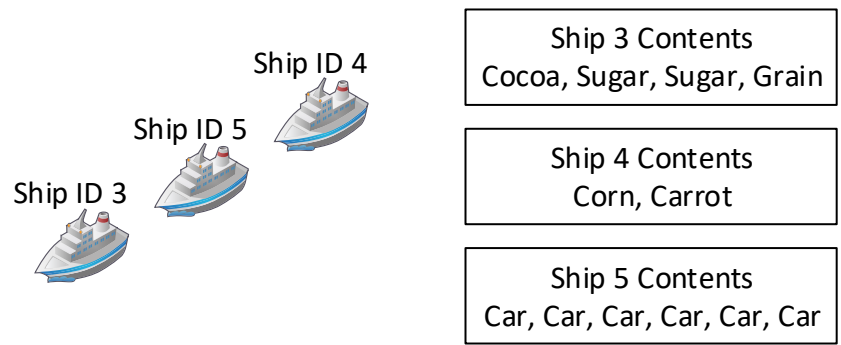 Ship ID 4
Ship ID 5
Ship ID 3
Ship 3 Contents
Cocoa, Sugar, Sugar, Grain
Ship 4 Contents
Corn, Carrot
Ship 5 Contents
Car, Car, Car, Car, Car, Car